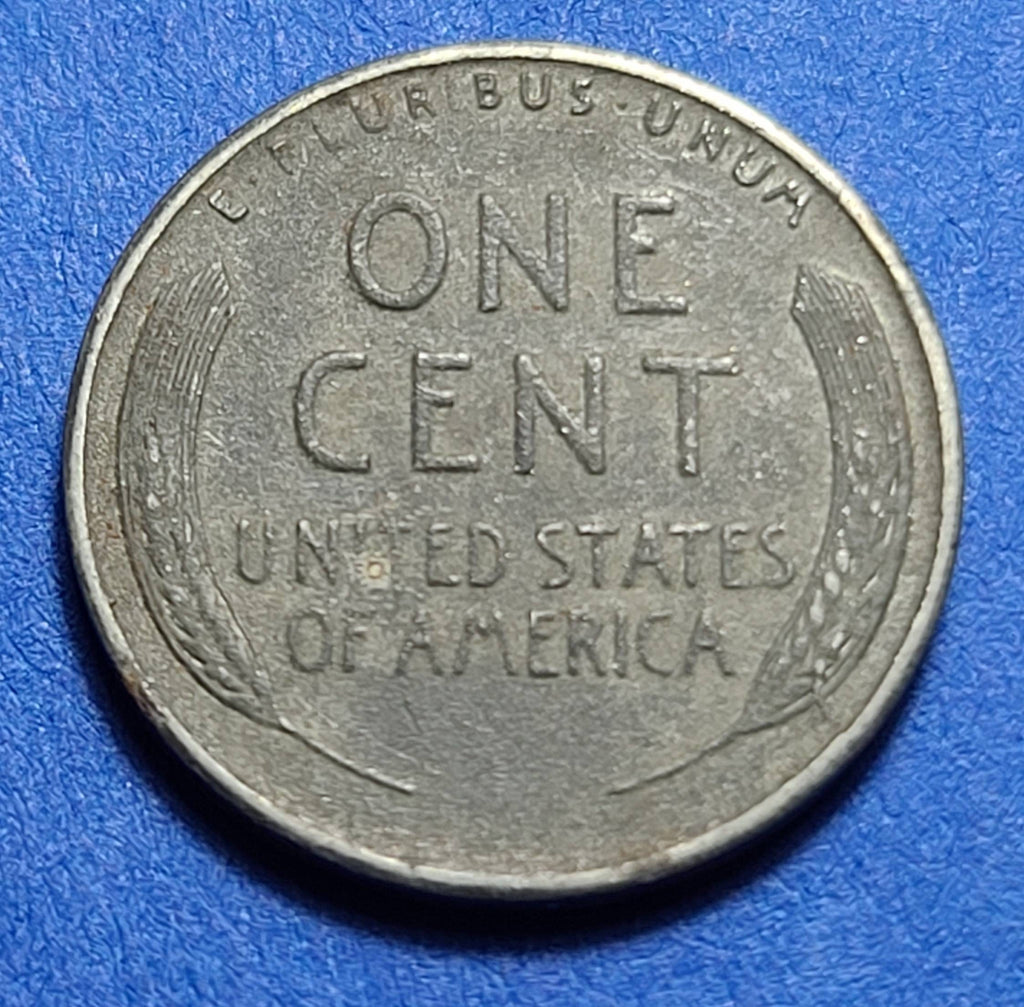 E·PLURIBUS·UNUM
ONE
CENT
UNITED STATES
OF AMERICA